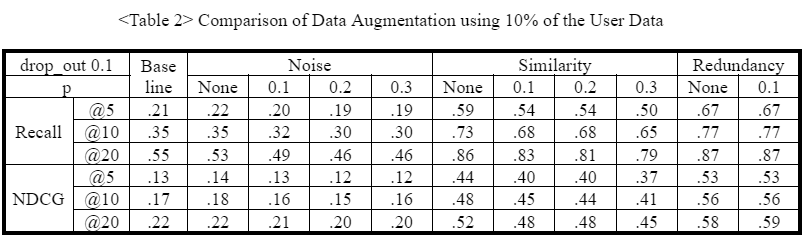 <Table 2> Comparison of Data Augmentation using 10% of the User Data
drop_out 0.1 Base line Noise Similarity Redundancy
p None 0.1 0.2 0.3 None 0.1 0.2 0.3 None 0.1
Recall @5 .21 .22 .20 .19 .19 .59 .54 .54 .50 .67 .67
@10 .35 .35 .32 .30 .30 .73 .68 .68 .65 .77 .77
@20 .55 .53 .49 .46 .46 .86 .83 .81 .79 .87 .87
NDCG @5 .13 .14 .13 .12 .12 .44 .40 .40 .37 .53 .53
@10 .17 .18 .16 .15 .16 .48 .45 .44 .41 .56 .56
@20 .22 .22 .21 .20 .20 .52 .48 .48 .45 .58 .59